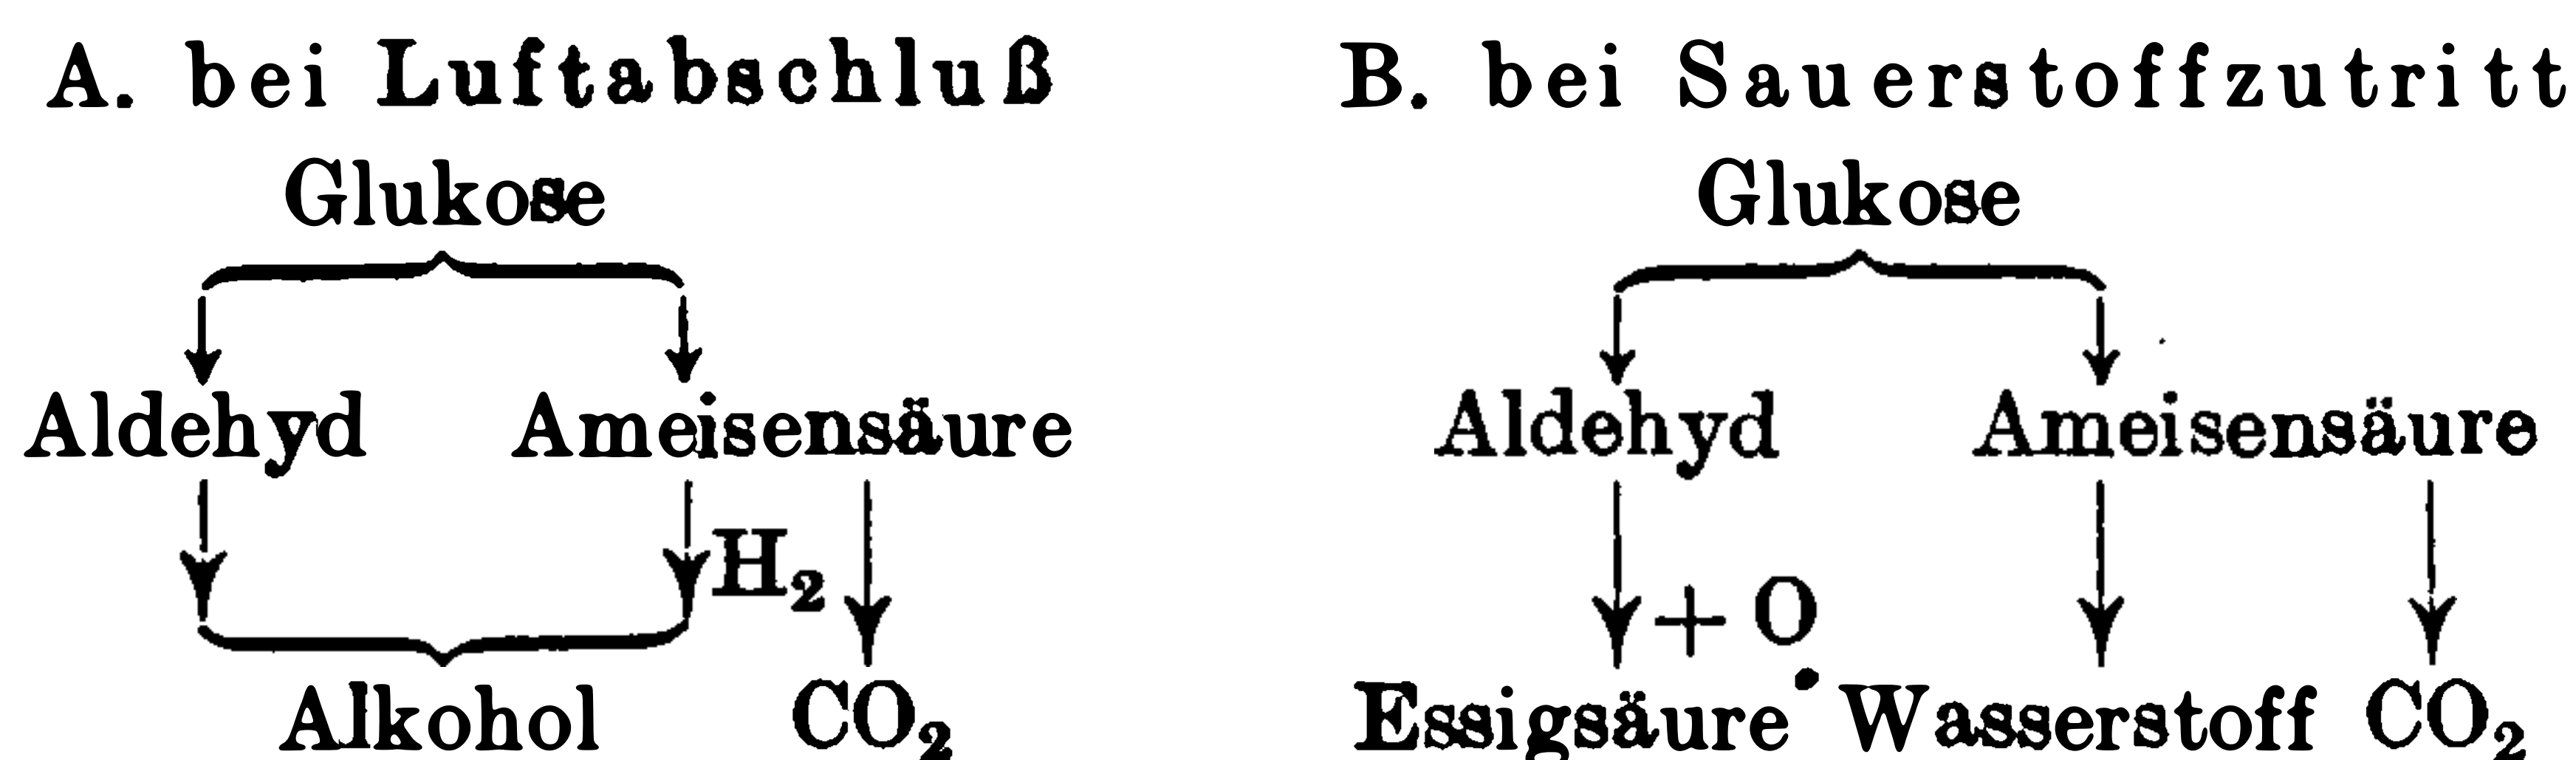 A. bei Luftabschluß
Glukose
Aldehyd Ameisensäure
H₂
Alkohol CO₂
B. bei Sauerstoffzutritt
Glukose
Aldehyd Ameisensäure
+ O
Essigsäure Wasserstoff CO₂